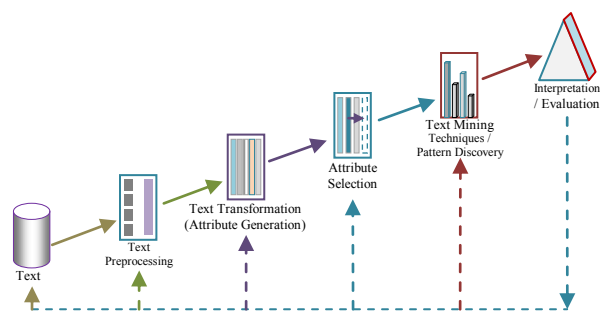 Text
Text
Preprocessing
Text Transformation
(Attribute Generation)
Attribute
Selection
Text Mining
Techniques /
Pattern Discovery
Interpretation
/ Evaluation